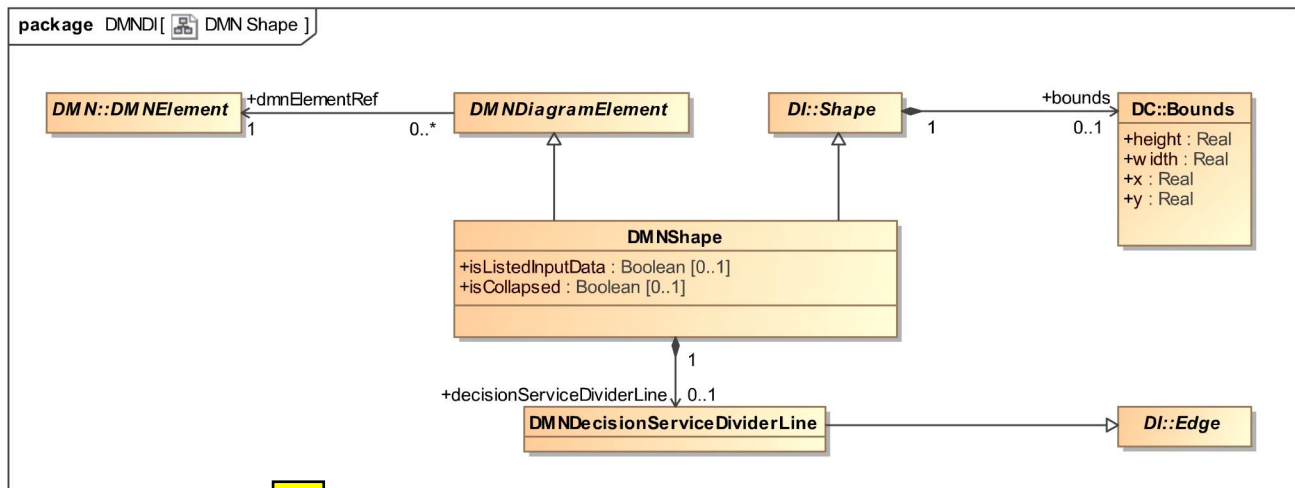 package DMNDI[ DMN Shape ]
DMN::DMNElement
+dmnElementRef
1
0..*
DMNDiagramElement
DI::Shape
1
+bounds
0..1
DC::Bounds
+height : Real
+width : Real
+x : Real
+y : Real
DMNShape
+isListedInputData : Boolean [0..1]
+isCollapsed : Boolean [0..1]
1
+decisionServiceDividerLine
0..1
DMNDecisionServiceDividerLine
DI::Edge